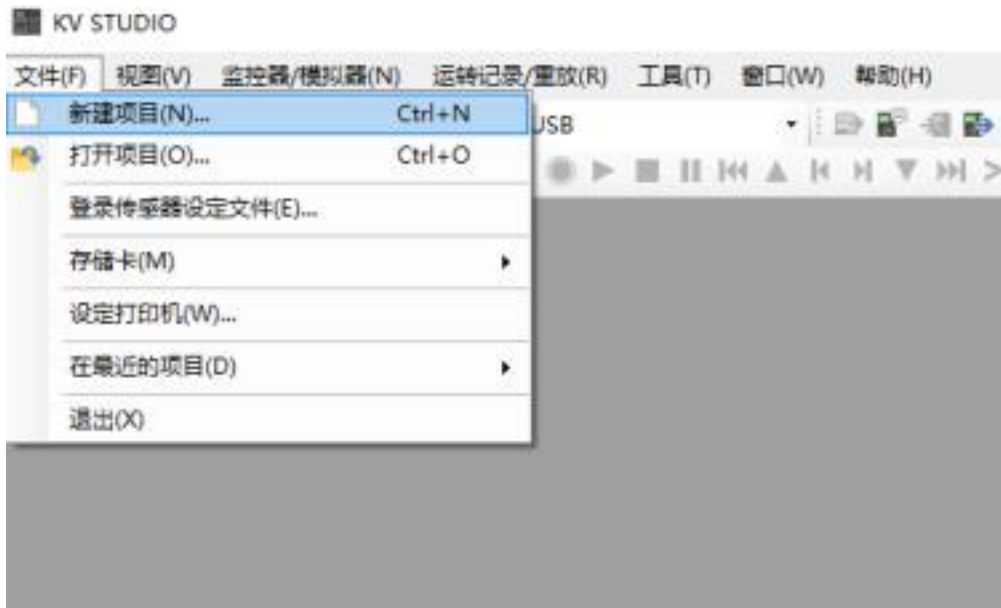 KV STUDIO
文件(F) 视图(V) 监控器/模拟器(N) 运转记录/重放(R) 工具(T) 窗口(W) 帮助(H)
新建项目(N)... Ctrl+N
USB
打开项目(O)... Ctrl+O
登录传感器设定文件(E)...
存储卡(M)
设定打印机(W)...
在最近的项目(D)
退出(X)